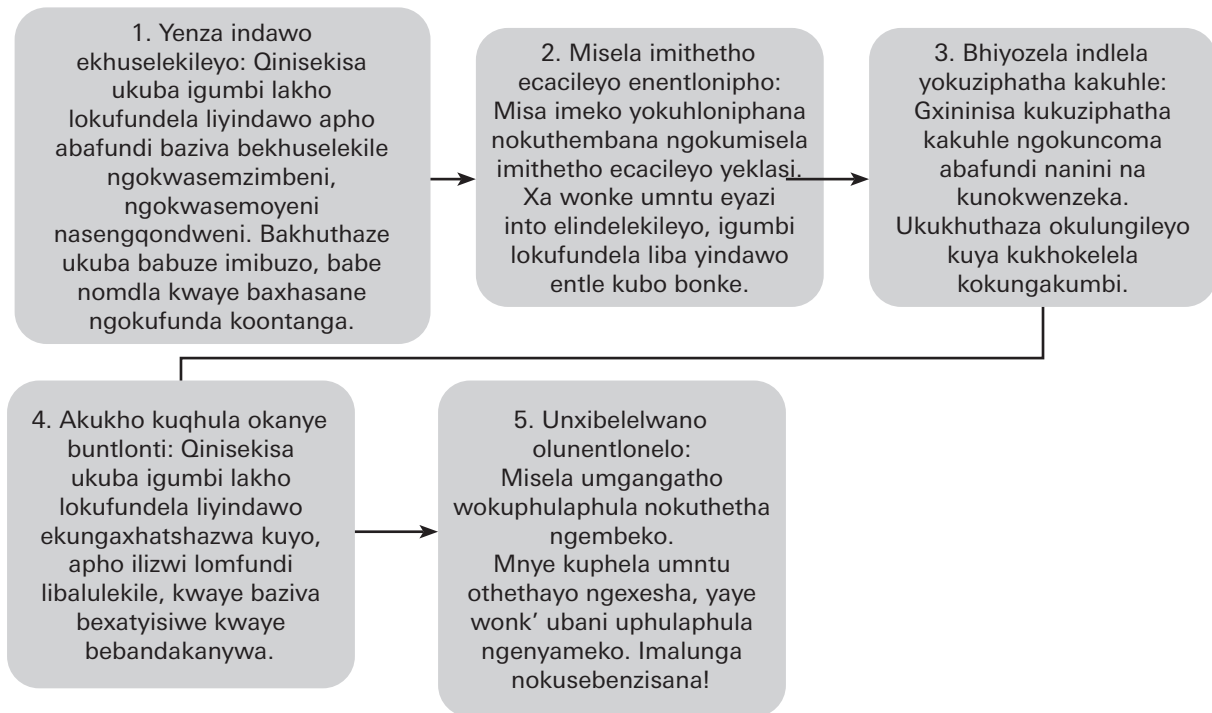 1. Yenza indawo
ekhuselekileyo: Qinisekisa
ukuba igumbi lakho
lokufundela liyindawo apho
abafundi baziva bekhuselekile
ngokwasemzimbeni,
ngokwasemoyeni
nasengqondweni. Bakhuthaze
ukuba babuze imibuzo, babe
nomdla kwaye baxhasane
ngokufunda koontanga.
2. Misela imithetho
ecacileyo enentlonipho:
Misa imeko yokuhloniphana
nokuthembana ngokumisela
imithetho ecacileyo yeklasi.
Xa wonke umntu eyazi
into elindelekileyo, igumbi
lokufundela liba yindawo
entle kubo bonke.
3. Bhiyozela indlela
yokuziphatha kakuhle:
Gxininisa kukuziphatha
kakuhle ngokuncoma
abafundi nanini na
kunokwenzeka.
Ukukhuthaza okulungileyo
kuya kukhokelela
kokungakumbi.
4. Akukho kuqhula okanye
buntlonti: Qinisekisa
ukuba igumbi lakho
lokufundela liyindawo
ekungaxhatshazwa kuyo,
apho ilizwi lomfundi
libalulekile, kwaye baziva
bexatyisiwe kwaye
bebandakanywa.
5. Unxibelelwano
olunentlonelo:
Misela umgangatho
wokuphulaphula nokuthetha
ngembeko.
Mnye kuphela umntu
othethayo ngexesha, yaye
wonk’ ubani uphulaphula
ngenyameko. Imalunga
nokusebenzisana!